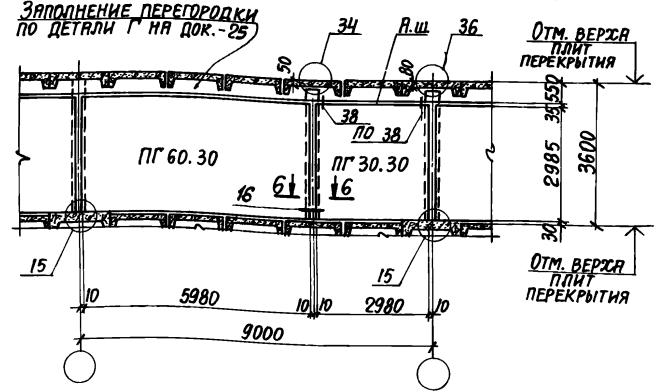 Заполнение перегородки
по детали Г на док.-25
34
А.ш
36
Отм. верха
плит
перекрытия
50
80
38
по 38
550
35
2985
3600
30
ПГ 60.30
ПГ 30.30
6
6
16
15
15
Отм. верха
плит
перекрытия
10
5980
10
10
2980
10
9000